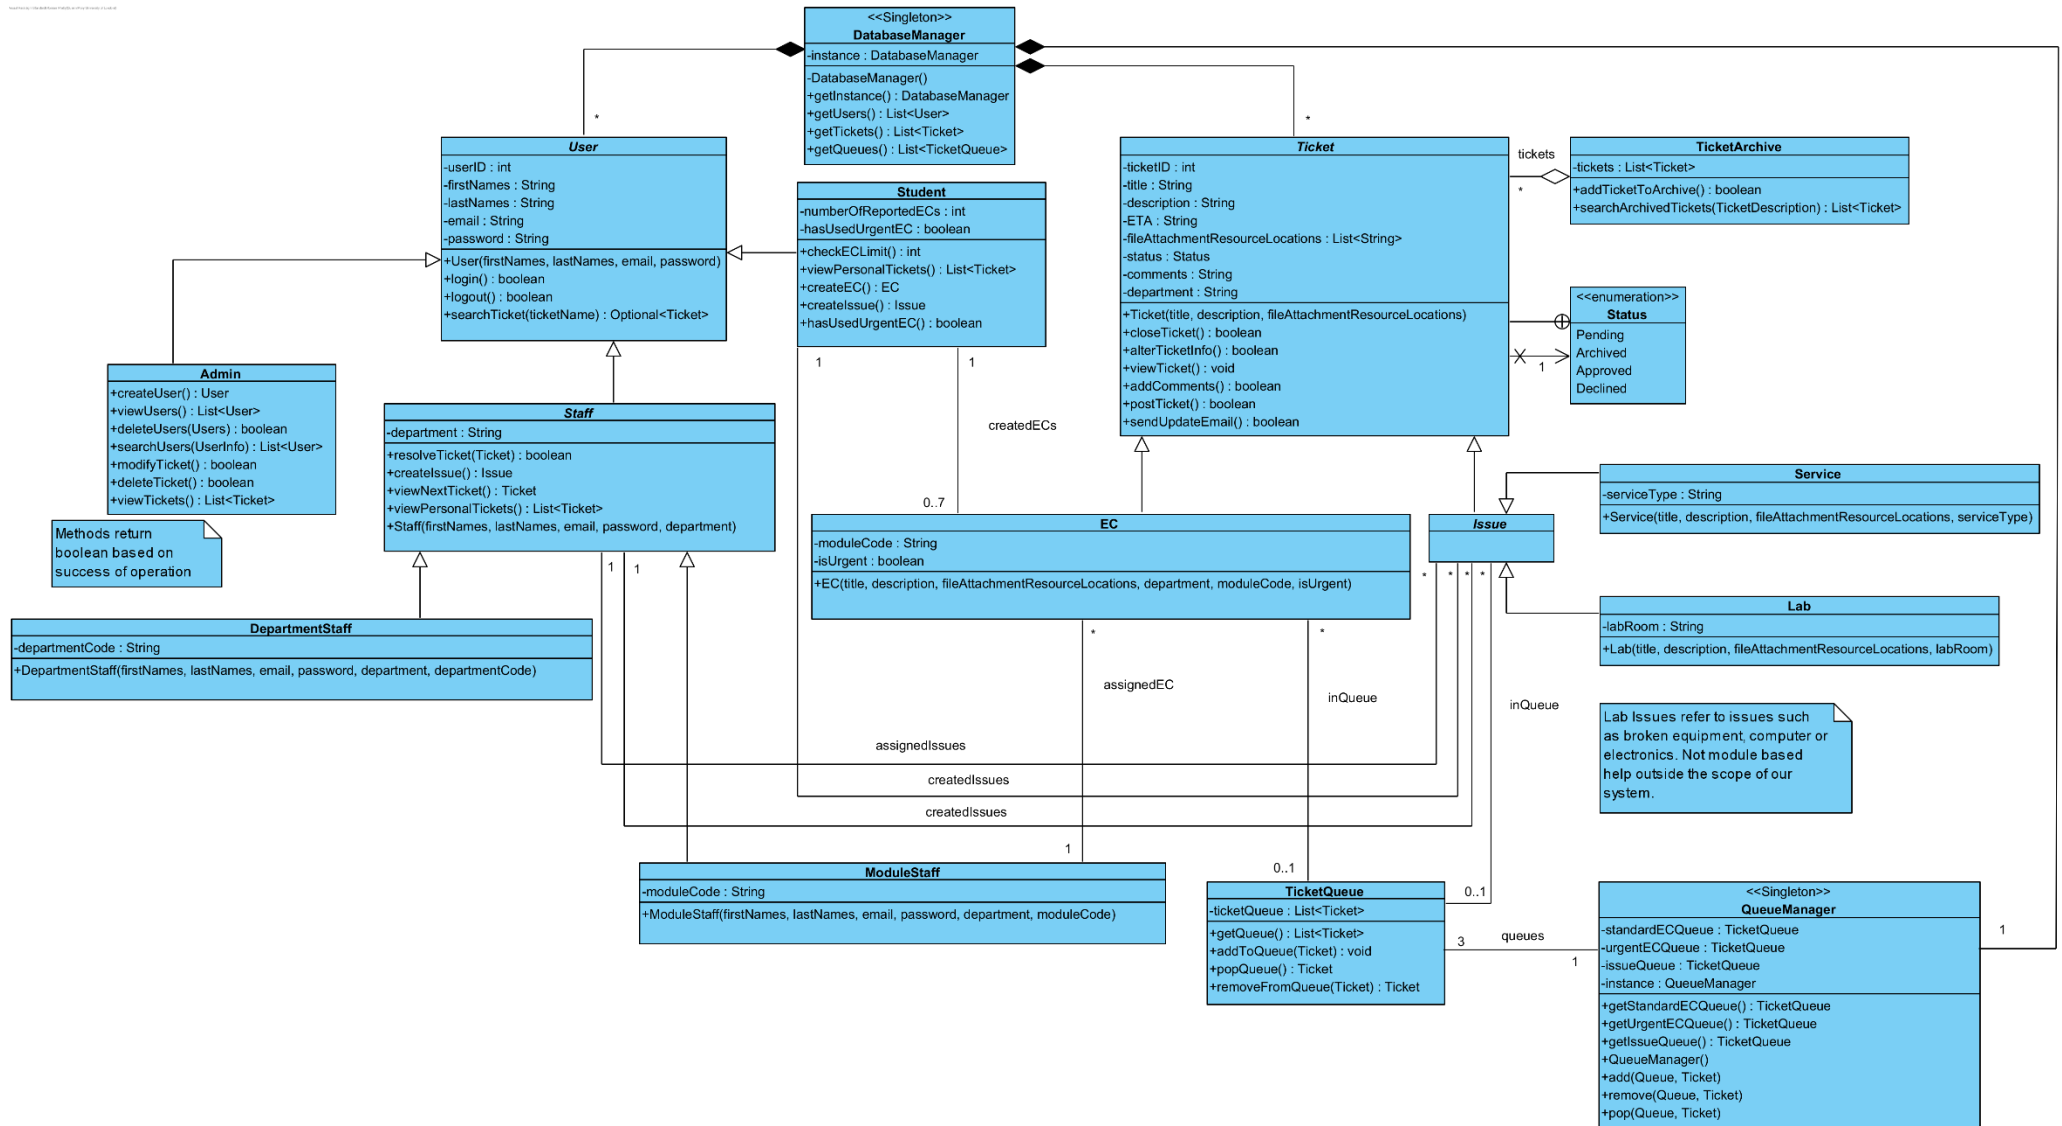 <<Singleton>>
DatabaseManager
-instance : DatabaseManager
-DatabaseManager()
+getInstance() : DatabaseManager
+getUsers() : List<User>
+getTickets() : List<Ticket>
+getQueues() : List<TicketQueue>
*
*
User
-userID : int
-firstNames : String
-lastNames : String
-email : String
-password : String
+User(firstNames, lastNames, email, password)
+login() : boolean
+logout() : boolean
+searchTicket(ticketName) : Optional<Ticket>
Student
-numberOfReportedECs : int
-hasUsedUrgentEC : boolean
+checkECLimit() : int
+viewPersonalTickets() : List<Ticket>
+createEC() : EC
+createIssue() : Issue
+hasUsedUrgentEC() : boolean
1
1
Ticket
-ticketID : int
-title : String
-description : String
-ETA : String
-fileAttachmentResourceLocations : List<String>
-status : Status
-comments : String
-department : String
+Ticket(title, description, fileAttachmentResourceLocations)
+closeTicket() : boolean
+alterTicketInfo() : boolean
+viewTicket() : void
+addComments() : boolean
+postTicket() : boolean
+sendUpdateEmail() : boolean
tickets
*
TicketArchive
-tickets : List<Ticket>
+addTicketToArchive() : boolean
+searchArchivedTickets(TicketDescription) : List<Ticket>
<<enumeration>>
Status
Pending
Archived
Approved
Declined
1
Admin
+createUser() : User
+viewUsers() : List<User>
+deleteUsers(Users) : boolean
+searchUsers(UserInfo) : List<User>
+modifyTicket() : boolean
+deleteTicket() : boolean
+viewTickets() : List<Ticket>
Methods return
boolean based on
success of operation
Staff
-department : String
+resolveTicket(Ticket) : boolean
+createIssue() : Issue
+viewNextTicket() : Ticket
+viewPersonalTickets() : List<Ticket>
+Staff(firstNames, lastNames, email, password, department)
1
1
createdECs
0..7
EC
-moduleCode : String
-isUrgent : boolean
+EC(title, description, fileAttachmentResourceLocations, department, moduleCode, isUrgent)
*
*
Issue
*
*
*
*
Service
-serviceType : String
+Service(title, description, fileAttachmentResourceLocations, serviceType)
Lab
-labRoom : String
+Lab(title, description, fileAttachmentResourceLocations, labRoom)
DepartmentStaff
-departmentCode : String
+DepartmentStaff(firstNames, lastNames, email, password, department, departmentCode)
assignedEC
inQueue
inQueue
Lab Issues refer to issues such
as broken equipment, computer or
electronics. Not module based
help outside the scope of our
system.
assignedIssues
createdIssues
createdIssues
1
ModuleStaff
-moduleCode : String
+ModuleStaff(firstNames, lastNames, email, password, department, moduleCode)
0..1
0..1
TicketQueue
-ticketQueue : List<Ticket>
+getQueue() : List<Ticket>
+addToQueue(Ticket) : void
+popQueue() : Ticket
+removeFromQueue(Ticket) : Ticket
3
queues
1
<<Singleton>>
QueueManager
-standardECQueue : TicketQueue
-urgentECQueue : TicketQueue
-issueQueue : TicketQueue
-instance : QueueManager
+getStandardECQueue() : TicketQueue
+getUrgentECQueue() : TicketQueue
+getIssueQueue() : TicketQueue
+QueueManager()
+add(Queue, Ticket)
+remove(Queue, Ticket)
+pop(Queue, Ticket)
1